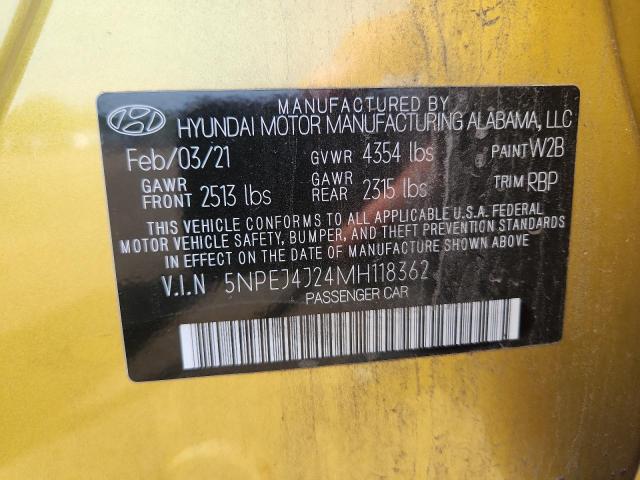 MANUFACTURED BY
HYUNDAI MOTOR MANUFACTURING ALABAMA, LLC
Feb/03/21 GVWR 4354 lbs PAINT W2B
GAWR FRONT 2513 lbs GAWR REAR 2315 lbs TRIM RBP
THIS VEHICLE CONFORMS TO ALL APPLICABLE U.S.A. FEDERAL
MOTOR VEHICLE SAFETY, BUMPER, AND THEFT PREVENTION STANDARDS
IN EFFECT ON THE DATE OF MANUFACTURE SHOWN ABOVE.
V.I.N 5NPEJ4J24MH118362
PASSENGER CAR